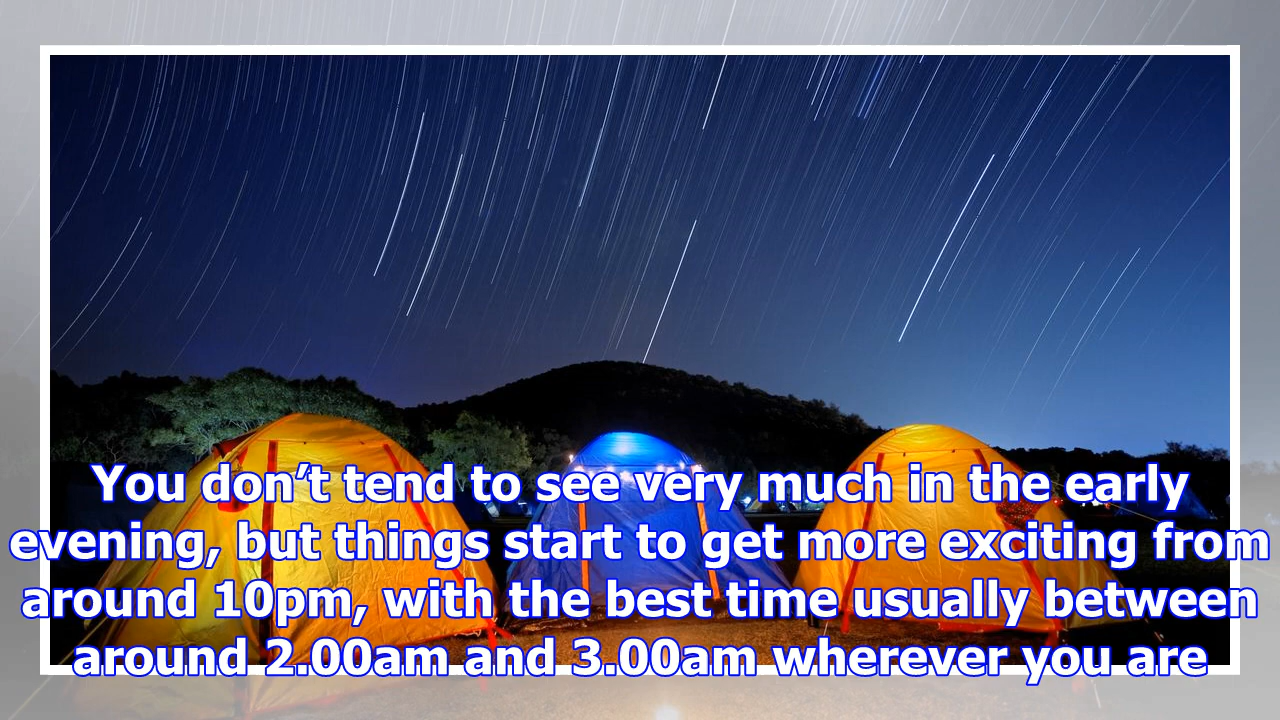 You don’t tend to see very much in the early
evening, but things start to get more exciting from
around 10pm, with the best time usually between
around 2.00am and 3.00am wherever you are